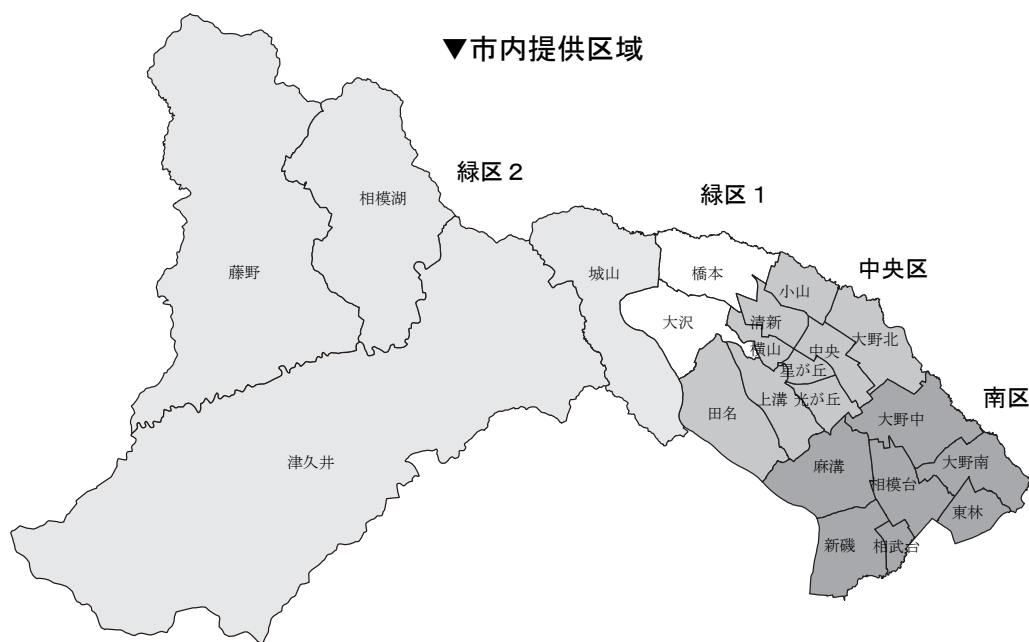 ▼市内提供区域
緑区２
相模湖
藤野
津久井
城山
緑区１
橋本
大沢
中央区
小山
清新
大野北
横山
中央
星が丘
田名
上溝
光が丘
南区
大野中
麻溝
相模台
大野南
東林
新磯
相武台